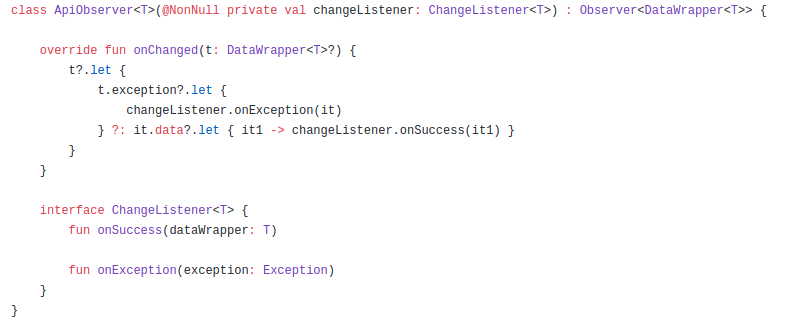 class ApiObserver<T>(@NonNull private val changeListener: ChangeListener<T>) : Observer<DataWrapper<T>> {
override fun onChanged(t: DataWrapper<T>?) {
t?.let {
t.exception?.let {
changeListener.onException(it)
} ?: it.data?.let { it1 -> changeListener.onSuccess(it1) }
}
}
interface ChangeListener<T> {
fun onSuccess(dataWrapper: T)
fun onException(exception: Exception)
}
}